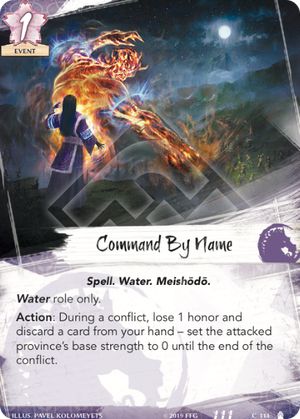 1
EVENT
Command By Name
Spell. Water. Meishōdō.
Water role only.
Action: During a conflict, lose 1 honor and
discard a card from your hand – set the attacked
province's base strength to 0 until the end of
the conflict.
ILLUS. PAVEL KOLOMEYETS
© 2019 FFG
111